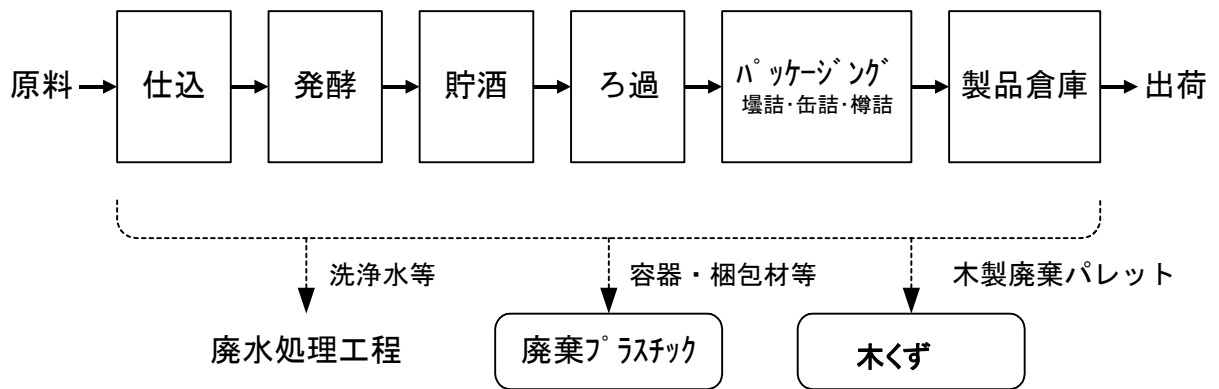 原料
仕込
発酵
貯酒
ろ過
ﾊﾟｯｹｰｼﾞﾝｸﾞ
壜詰・缶詰・樽詰
製品倉庫
出荷
洗浄水等
容器・梱包材等
木製廃棄パレット
廃水処理工程
廃棄ﾌﾟﾗｽﾁｯｸ
木くず